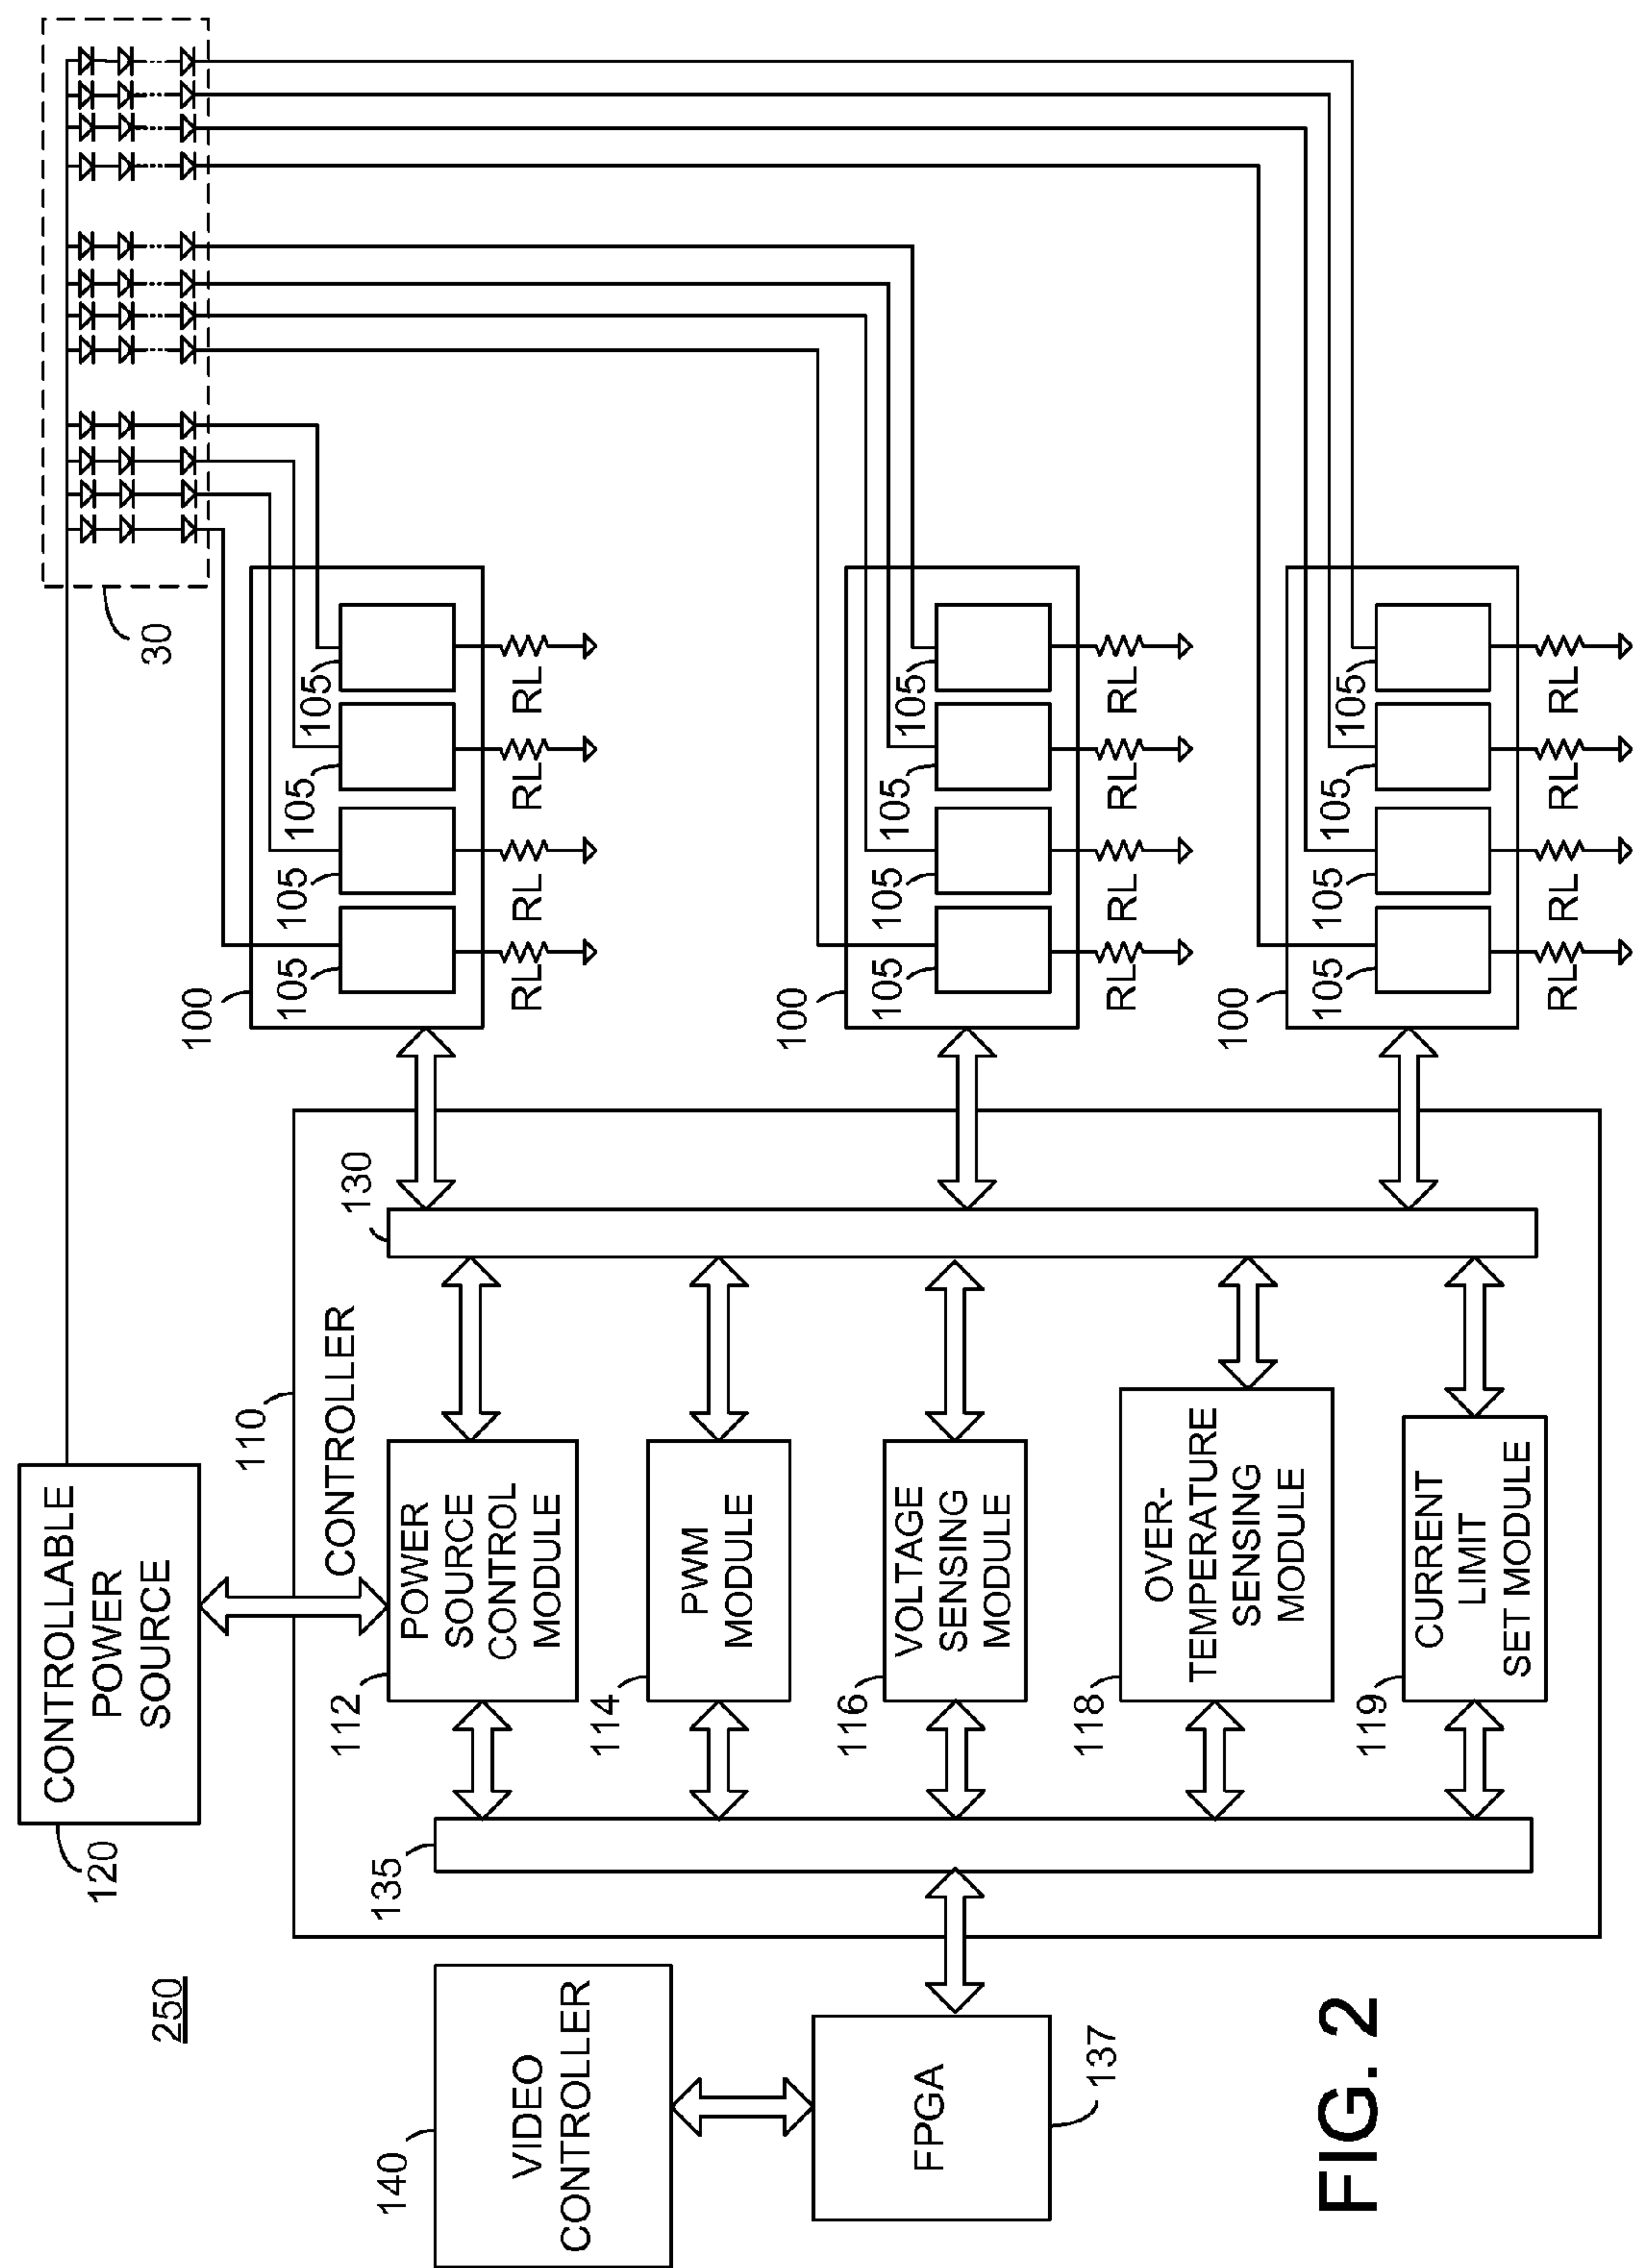 250
140
VIDEO
CONTROLLER
FPGA
137
120
CONTROLLABLE
POWER
SOURCE
110
CONTROLLER
135
112
POWER
SOURCE
CONTROL
MODULE
114
PWM
MODULE
116
VOLTAGE
SENSING
MODULE
118
OVER-
TEMPERATURE
SENSING
MODULE
119
CURRENT
LIMIT
SET MODULE
130
30
100
105
105
105
105
RL
RL
RL
RL
100
105
105
105
105
RL
RL
RL
RL
100
105
105
105
105
RL
RL
RL
RL
FIG. 2